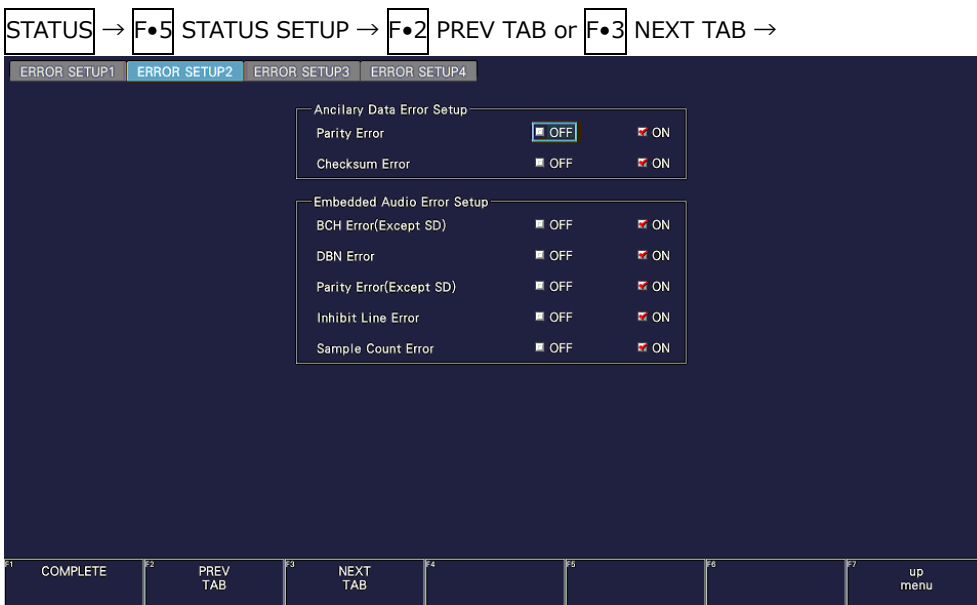 STATUS → F•5 STATUS SETUP → F•2 PREV TAB or F•3 NEXT TAB →
ERROR SETUP1 ERROR SETUP2 ERROR SETUP3 ERROR SETUP4
Ancilary Data Error Setup
Parity Error OFF ON
Checksum Error OFF ON
Embedded Audio Error Setup
BCH Error(Except SD) OFF ON
DBN Error OFF ON
Parity Error(Except SD) OFF ON
Inhibit Line Error OFF ON
Sample Count Error OFF ON
F1 COMPLETE F2 PREV F3 NEXT F4 F5 F6 F7 up
TAB TAB menu